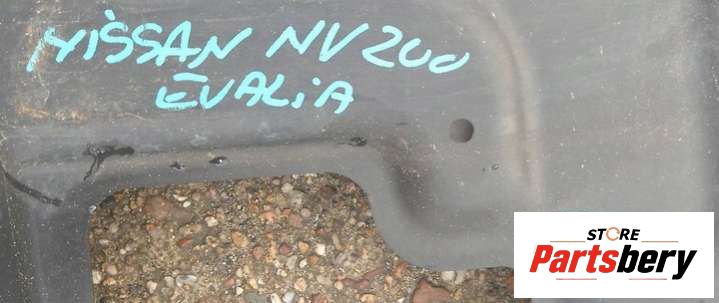 NISSAN NV200
EVALIA
STORE
Partsbery